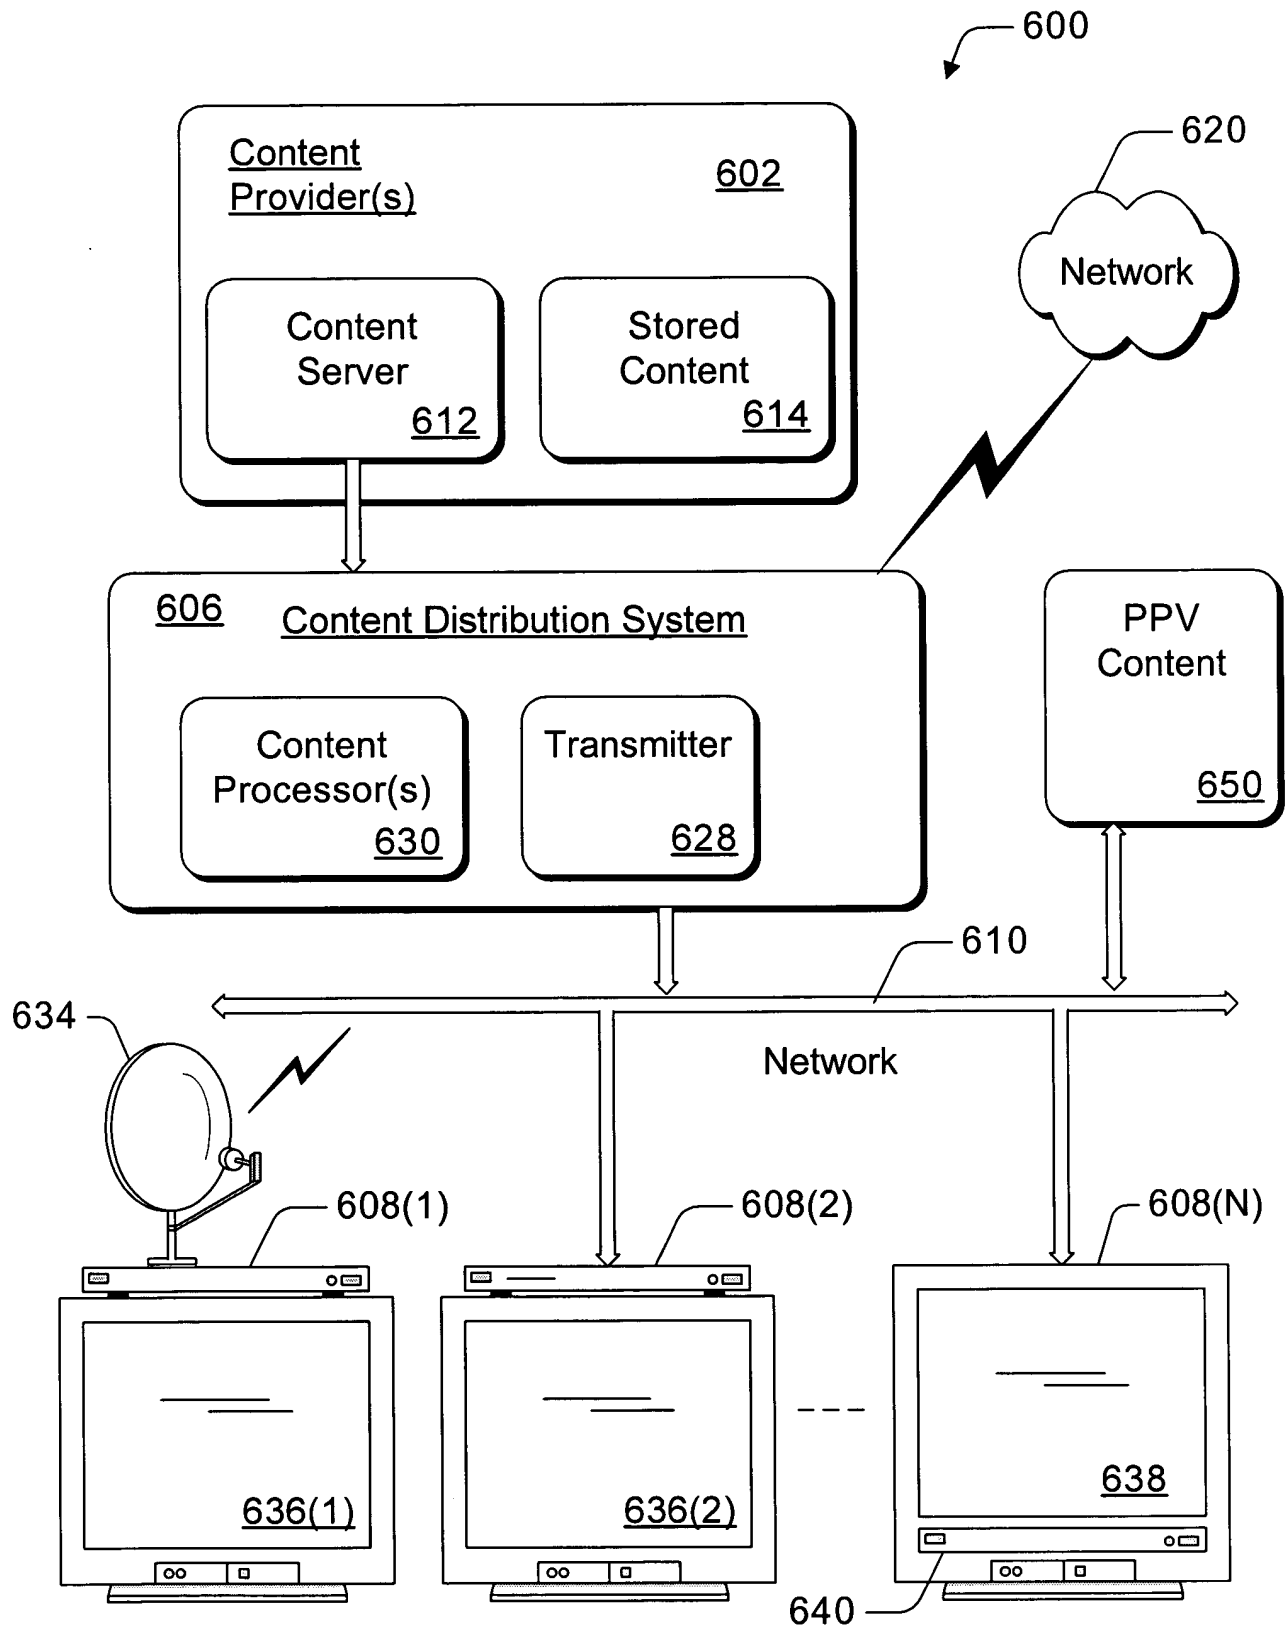 600
620
Content
Provider(s)
602
Network
Content
Server
612
Stored
Content
614
606
Content Distribution System
PPV
Content
650
Content
Processor(s)
630
Transmitter
628
610
634
Network
608(1)
608(2)
608(N)
636(1)
636(2)
638
640